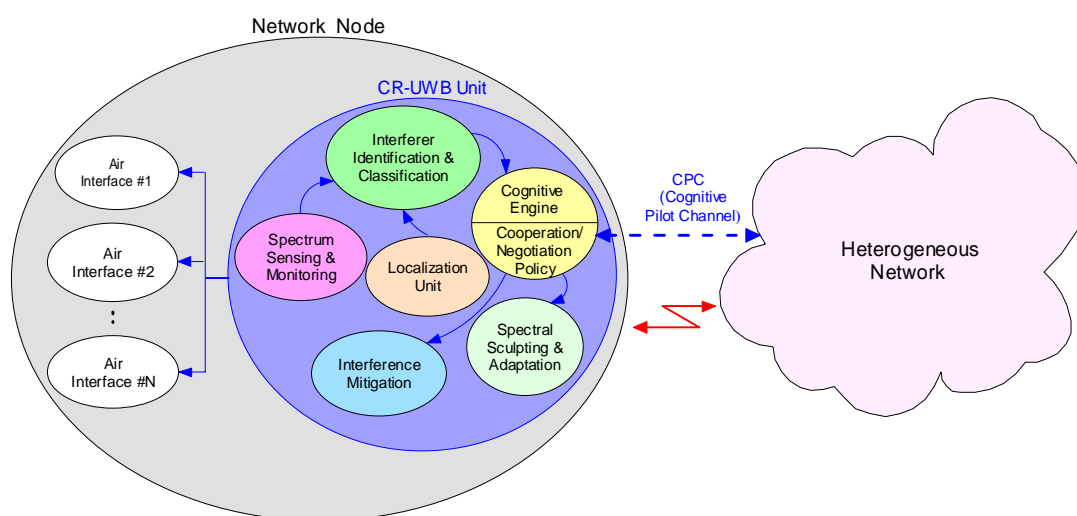 Network Node
CR-UWB Unit
Air
Interface #1
Air
Interface #2
⋮
Air
Interface #N
Interferer
Identification &
Classification
Spectrum
Sensing &
Monitoring
Localization
Unit
Cognitive
Engine
Cooperation/
Negotiation
Policy
Interference
Mitigation
Spectral
Sculpting &
Adaptation
CPC
(Cognitive
Pilot Channel)
Heterogeneous
Network